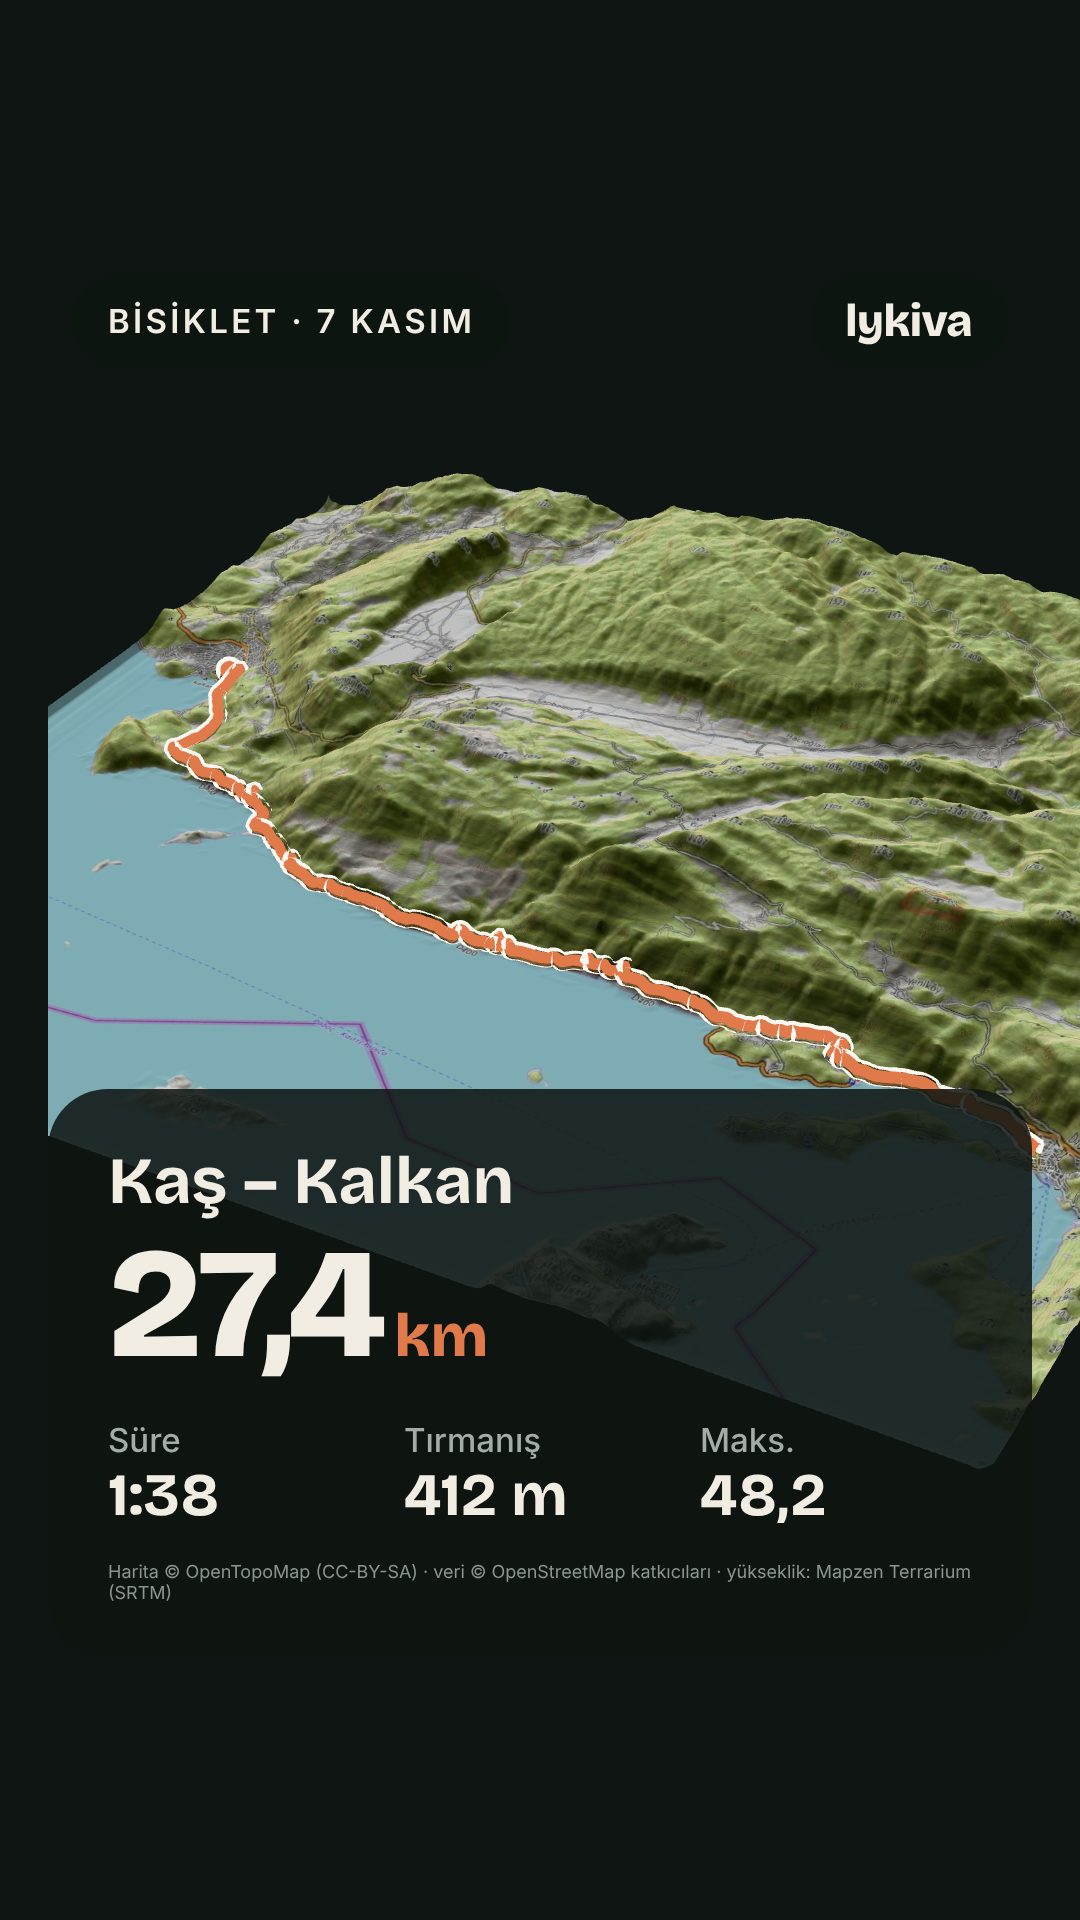 BİSİKLET · 7 KASIM
lykiva
Kaş – Kalkan
27,4 km
Süre
Tırmanış
Maks.
1:38
412 m
48,2
Harita © OpenTopoMap (CC-BY-SA) · veri © OpenStreetMap katkıcıları · yükseklik: Mapzen Terrarium
(SRTM)